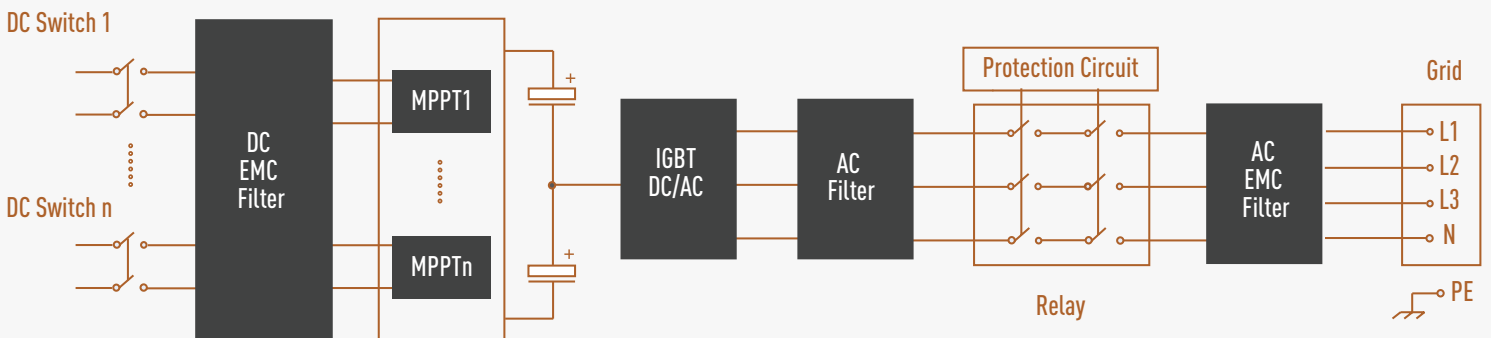 DC Switch 1
DC Switch n
DC
EMC
Filter
MPPT1
MPPTn
+
+
IGBT
DC/AC
AC
Filter
Protection Circuit
Relay
AC
EMC
Filter
Grid
L1
L2
L3
N
PE